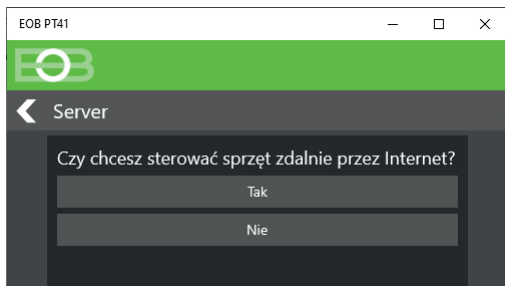 EOB PT41
EOB
Server
Czy chcesz sterować sprzęt zdalnie przez Internet?
Tak
Nie